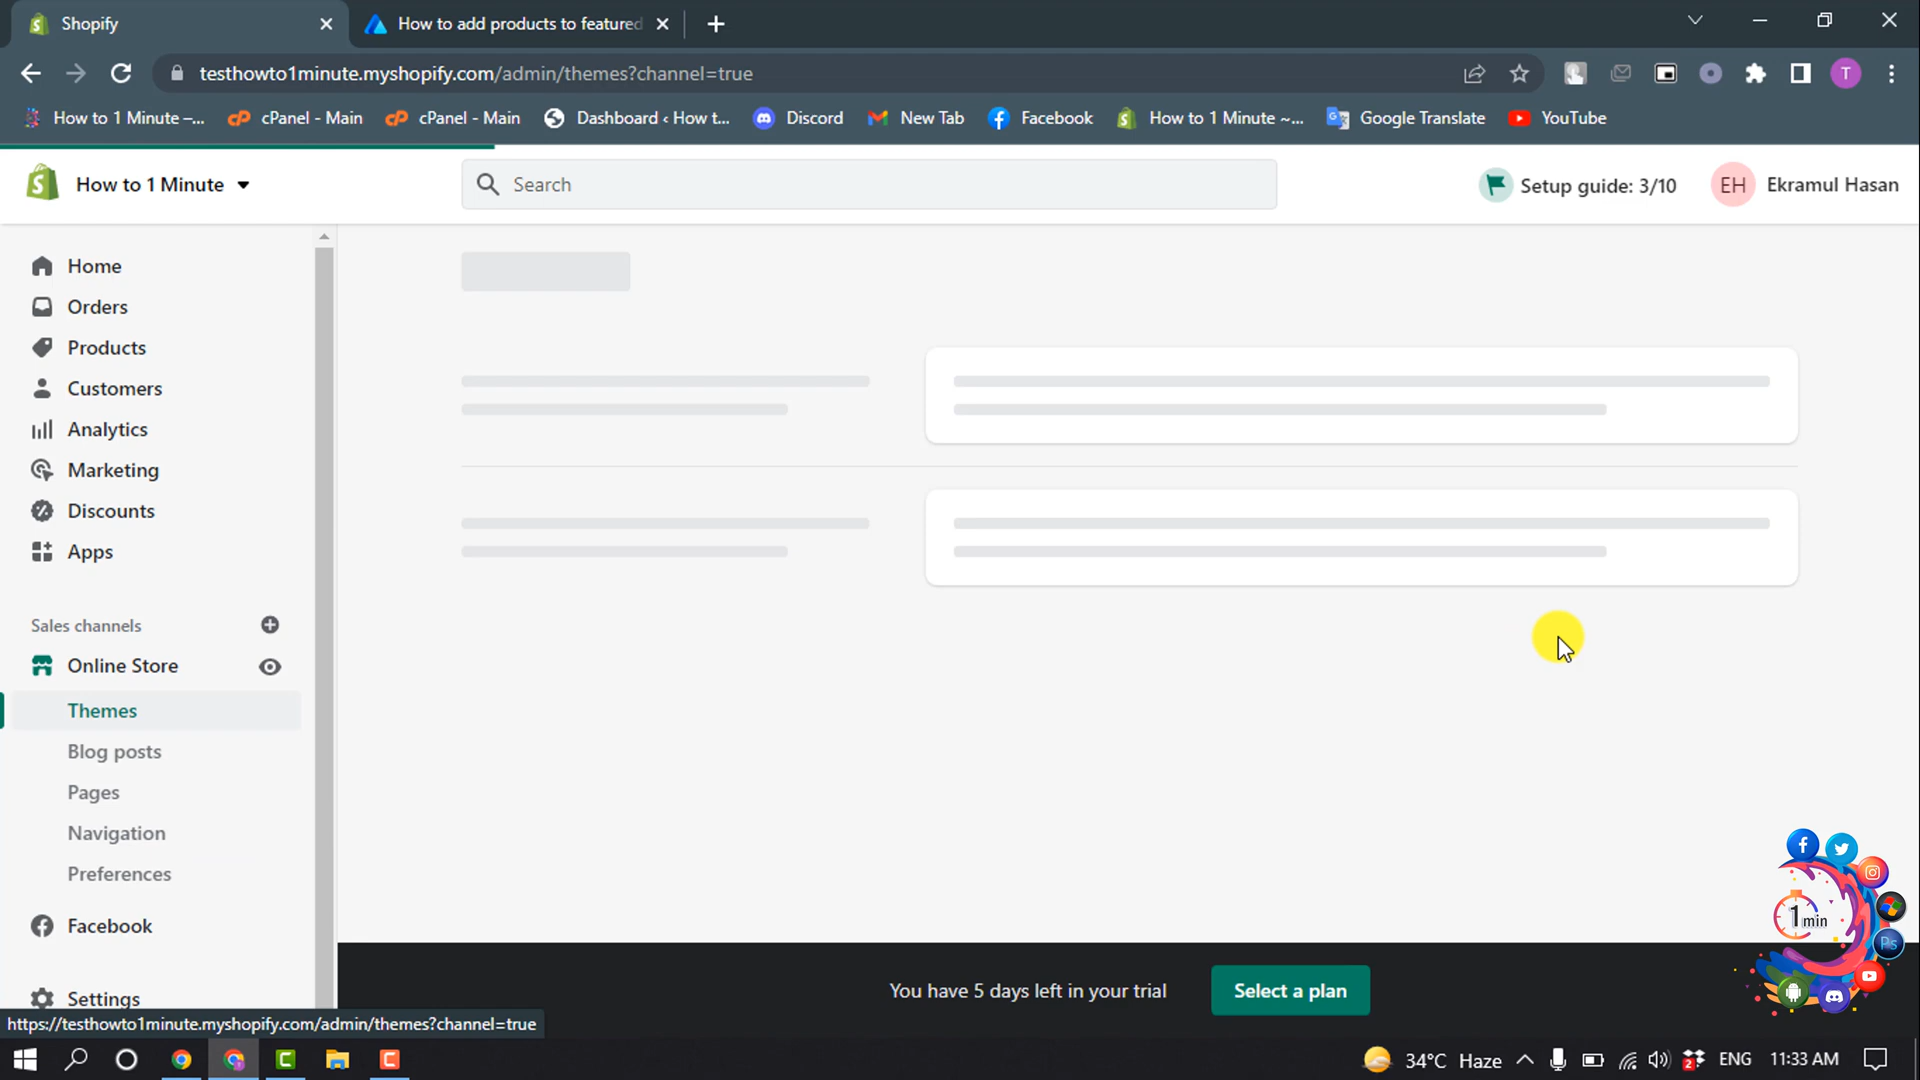 Shopify
How to add products to featured
testhowto1minute.myshopify.com/admin/themes?channel=true
T
How to 1 Minute –...
cPanel - Main
cPanel - Main
Dashboard ‹ How t...
Discord
New Tab
Facebook
How to 1 Minute ~...
Google Translate
YouTube
How to 1 Minute
Search
Setup guide: 3/10
EH
Ekramul Hasan
Home
Orders
Products
Customers
Analytics
Marketing
Discounts
Apps
Sales channels
Online Store
Themes
Blog posts
Pages
Navigation
Preferences
Facebook
Settings
You have 5 days left in your trial
Select a plan
1 min
Ps
https://testhowto1minute.myshopify.com/admin/themes?channel=true
34°C Haze
2
ENG
11:33 AM